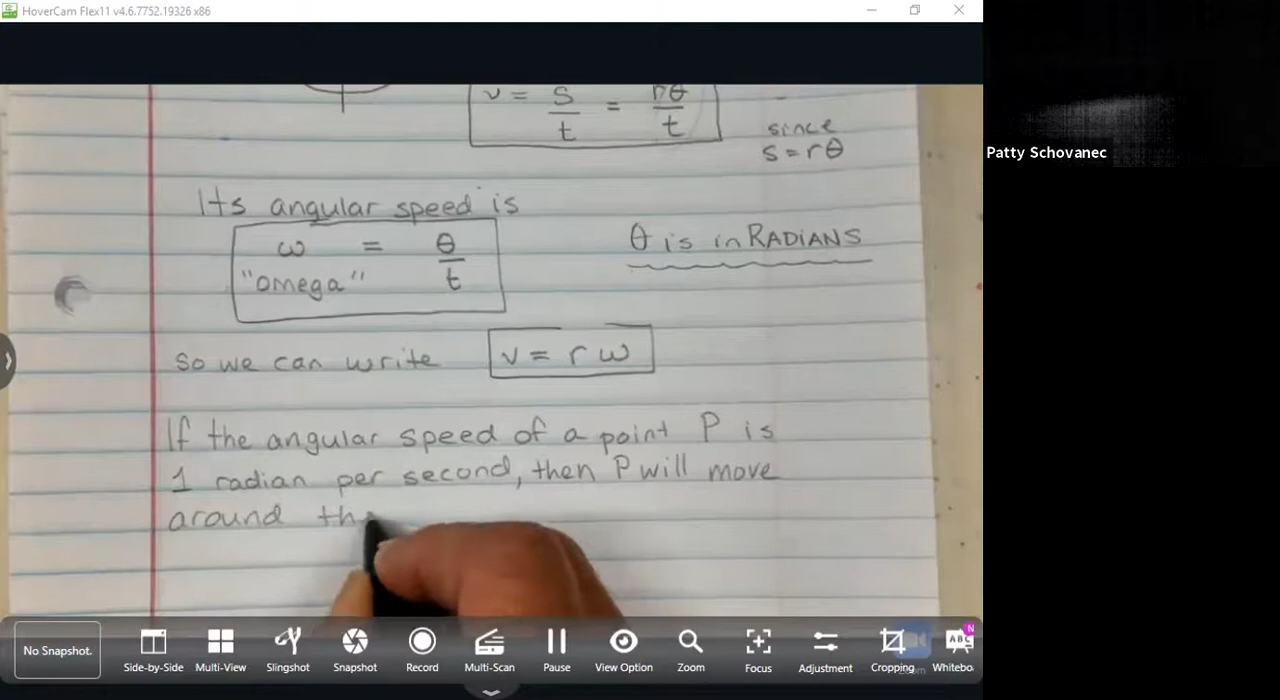 HoverCam Flex11 v4.6.7752.19326 x86
v = s/t = rθ/t
since
s = rθ
Its angular speed is
ω = θ/t
"omega"
θ is in RADIANS
so we can write v = rω
If the angular speed of a point P is
1 radian per second, then P will move
around th
Patty Schovanec
No Snapshot.
Side-by-Side
Multi-View
Slingshot
Snapshot
Record
Multi-Scan
Pause
View Option
Zoom
Focus
Adjustment
Cropping
Whitebo
ABC
N